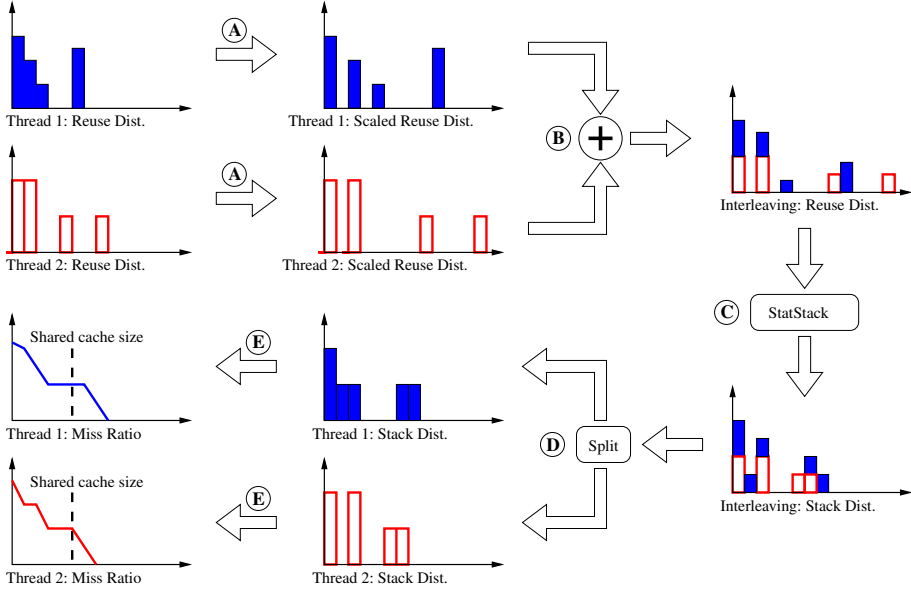 A
Thread 1: Reuse Dist.
Thread 1: Scaled Reuse Dist.
B
+
A
Thread 2: Reuse Dist.
Thread 2: Scaled Reuse Dist.
Interleaving: Reuse Dist.
C
StatStack
Shared cache size
E
Thread 1: Miss Ratio
Thread 1: Stack Dist.
D
Split
Interleaving: Stack Dist.
Shared cache size
E
Thread 2: Miss Ratio
Thread 2: Stack Dist.